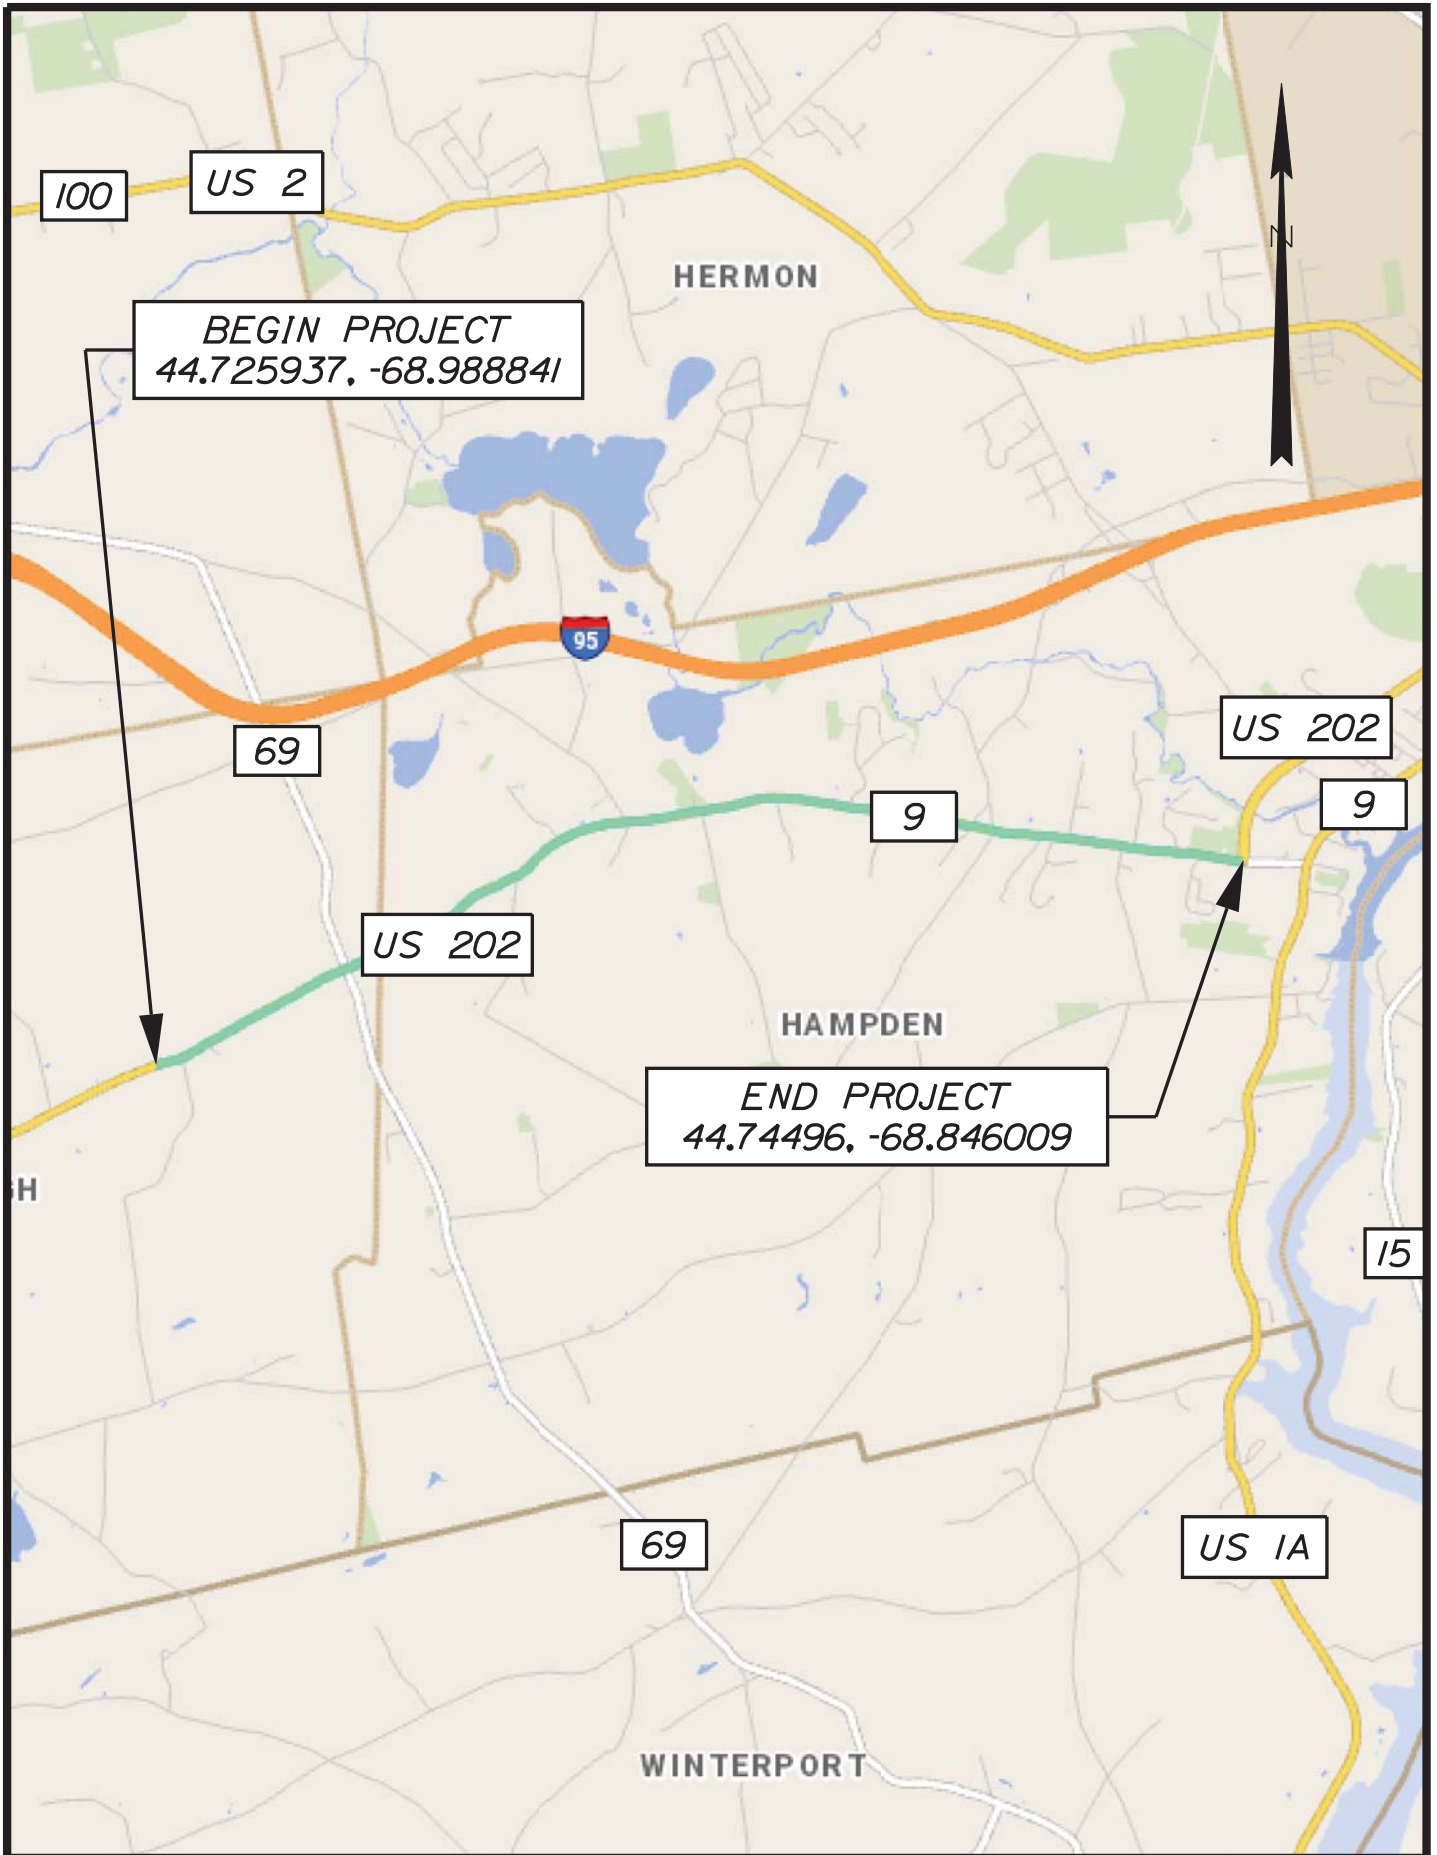 N
100
US 2
HERMON
BEGIN PROJECT
44.725937, -68.988841
95
69
US 202
9
9
US 202
HAMPDEN
END PROJECT
44.74496, -68.846009
GH
15
69
US 1A
WINTERPORT